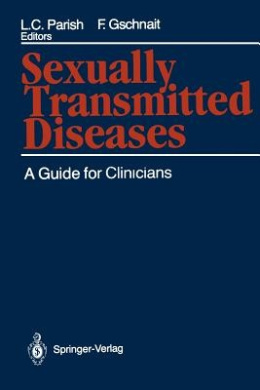 L.C. Parish F. Gschnait
Editors
Sexually
Transmitted
Diseases
A Guide for Clinicians
Springer-Verlag